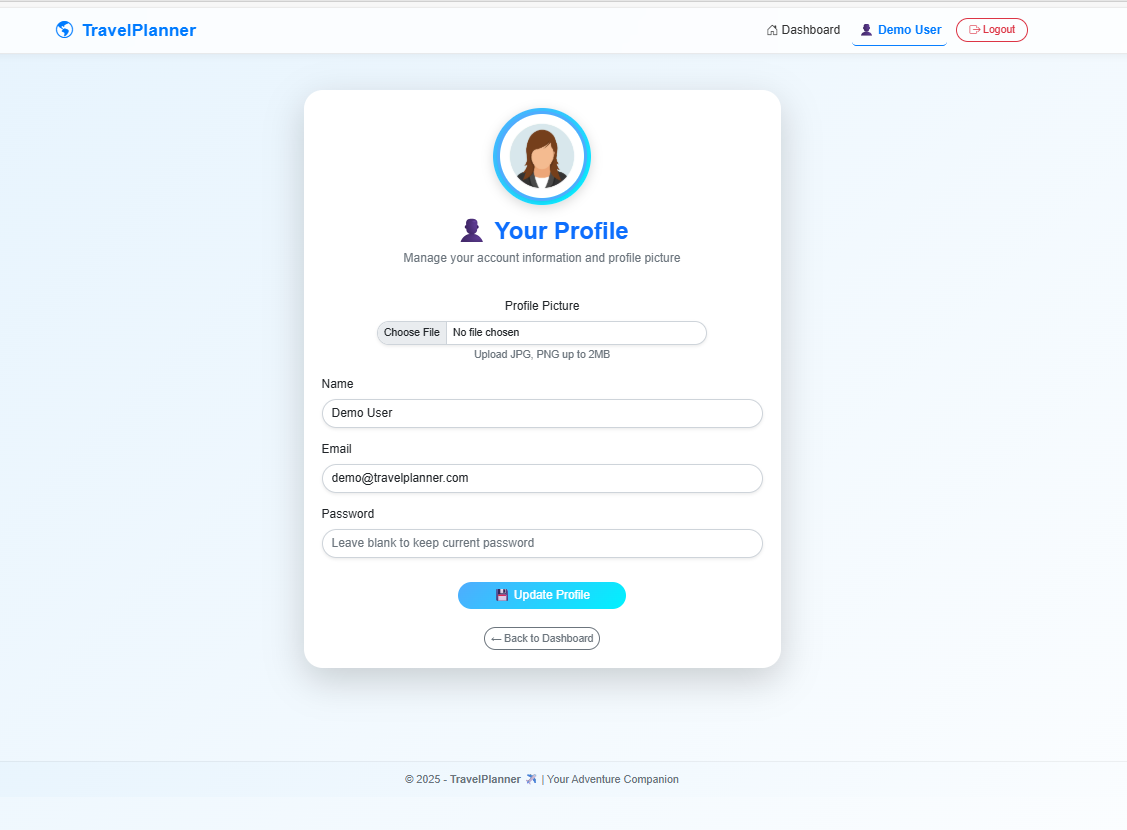 TravelPlanner
Dashboard
Demo User
Logout
Your Profile
Manage your account information and profile picture
Profile Picture
Choose File No file chosen
Upload JPG, PNG up to 2MB
Name
Demo User
Email
demo@travelplanner.com
Password
Leave blank to keep current password
Update Profile
← Back to Dashboard
© 2025 - TravelPlanner ✈️ | Your Adventure Companion